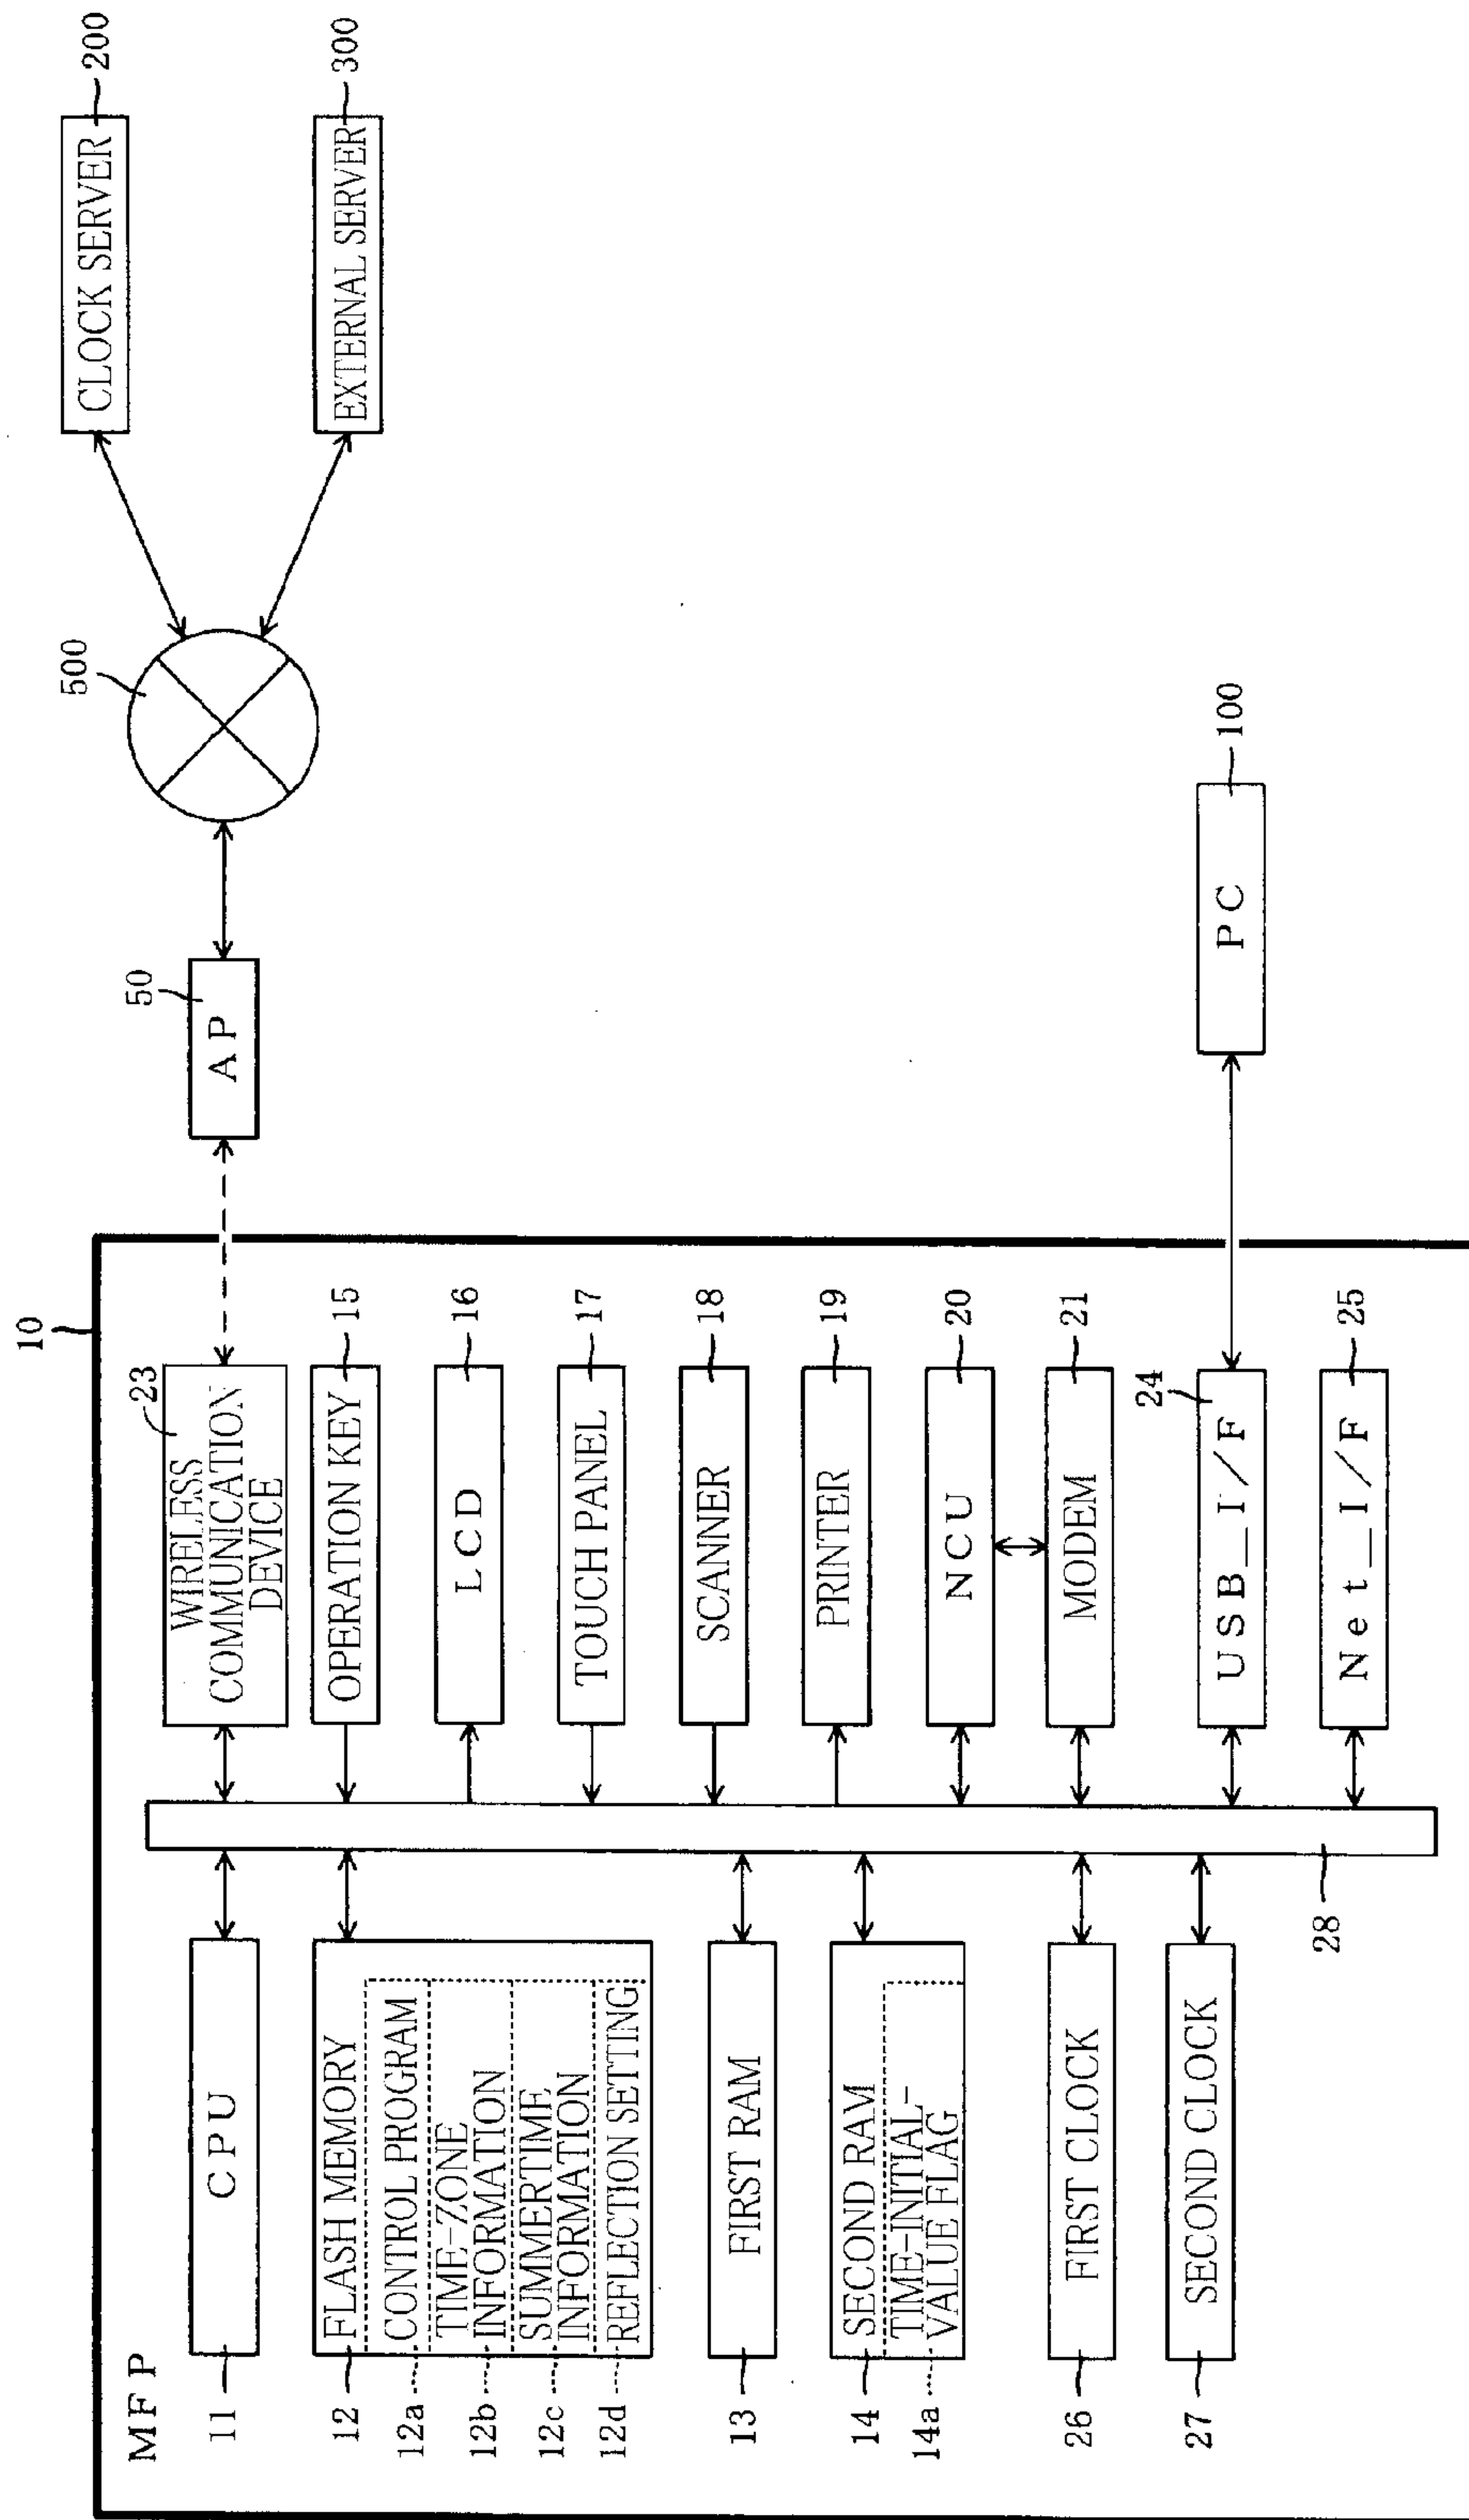 10
MFP
11
CPU
12
FLASH MEMORY
12a
CONTROL PROGRAM
12b
TIME-ZONE
INFORMATION
12c
SUMMERTIME
INFORMATION
12d
REFLECTION SETTING
13
FIRST RAM
14
SECOND RAM
14a
TIME-INITIAL-
VALUE FLAG
26
FIRST CLOCK
27
SECOND CLOCK
28
23
WIRELESS
COMMUNICATION
DEVICE
OPERATION KEY
15
LCD
16
TOUCH PANEL
17
SCANNER
18
PRINTER
19
NCU
20
MODEM
21
24
USB_I/F
Net_I/F
25
50
AP
500
CLOCK SERVER
200
EXTERNAL SERVER
300
PC
100